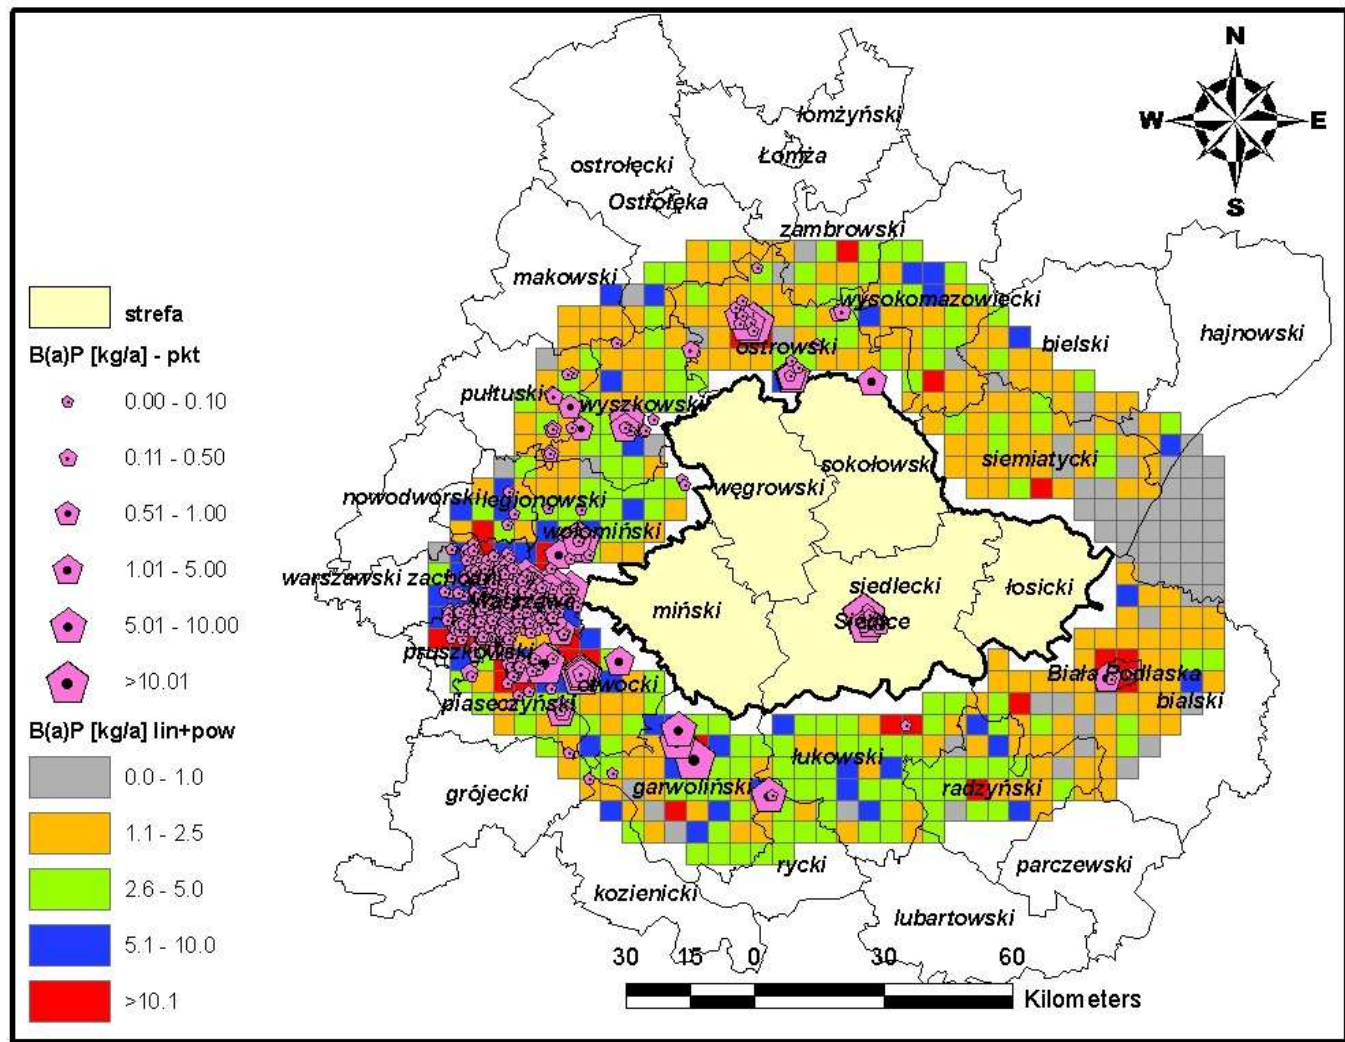 N
W
E
S
łomżyński
Łomża
ostrołęcki
Ostrołęka
zambrowski
makowski
wysokomazowiecki
hajnowski
bielski
ostrowski
pułtuski
wyszkowski
siemiatycki
sokołowsk
węgrowski
nowodworski
legionowski
wołomiński
warszewski zachodni
Warszawa
siedlecki
łosicki
miński
Siedlce
pruszkowski
otwocki
Biała Podlaska
bialski
piaseczyński
łukowski
garwoliński
radzyński
grójecki
rycki
parczewski
kozienicki
lubartowski
strefa
B(a)P [kg/a] - pkt
0.00 - 0.10
0.11 - 0.50
0.51 - 1.00
1.01 - 5.00
5.01 - 10.00
>10.01
B(a)P [kg/a] lin+pow
0.0 - 1.0
1.1 - 2.5
2.6 - 5.0
5.1 - 10.0
>10.1
30 15 0 30 60
Kilometers